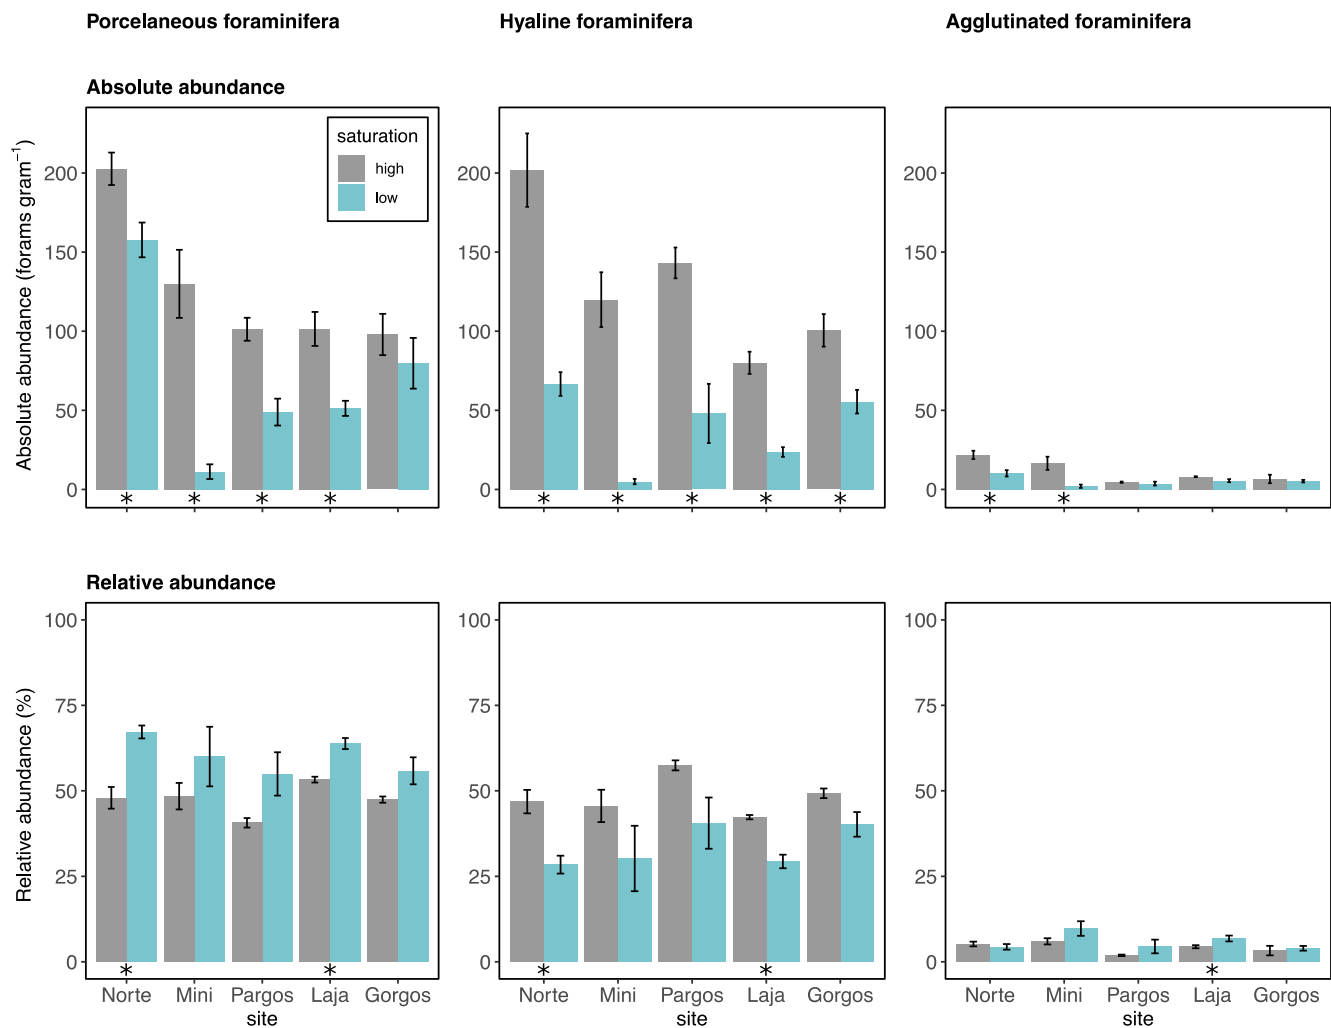 Porcelaneous foraminifera
Hyaline foraminifera
Agglutinated foraminifera
Absolute abundance
Absolute abundance (forams gram⁻¹)
200
150
100
50
0
saturation
high
low
* * * *
200
150
100
50
0
* * * * *
200
150
100
50
0
* *
Relative abundance
Relative abundance (%)
100
75
50
25
0
* *
Norte Mini Pargos Laja Gorgos
site
100
75
50
25
0
* *
Norte Mini Pargos Laja Gorgos
site
100
75
50
25
0
*
Norte Mini Pargos Laja Gorgos
site